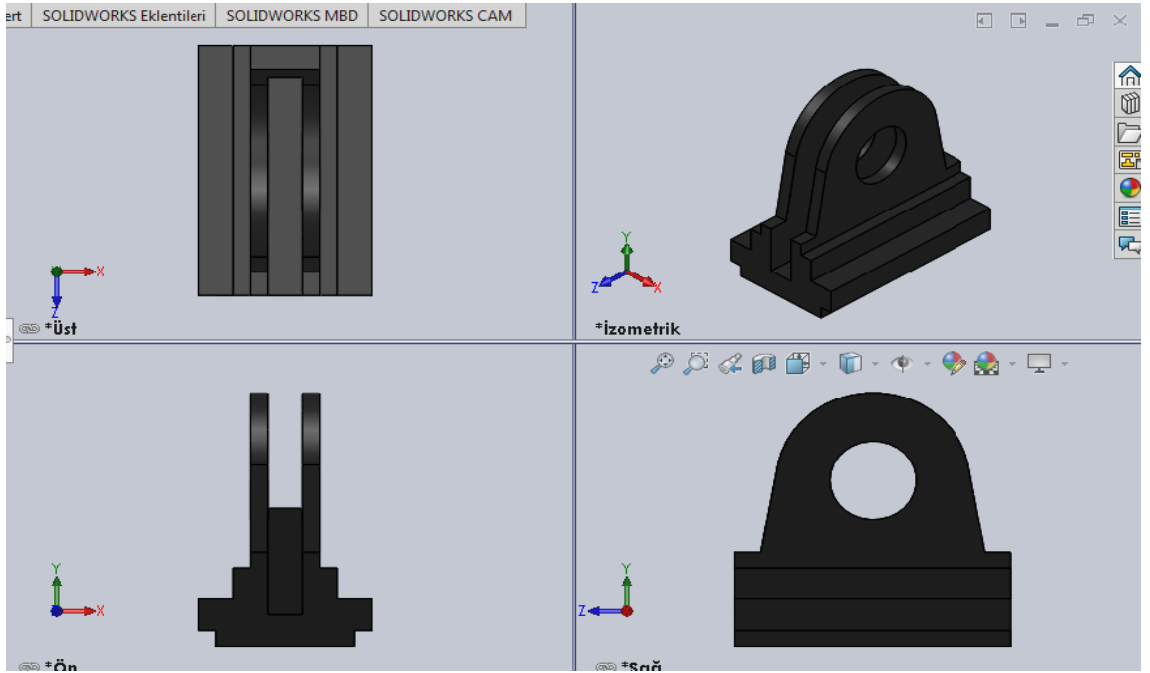 ert SOLIDWORKS Eklentileri SOLIDWORKS MBD SOLIDWORKS CAM
X
Z
*Üst
Y
Z
X
*İzometrik
Y
X
*Ön
Y
Z
*Sağ